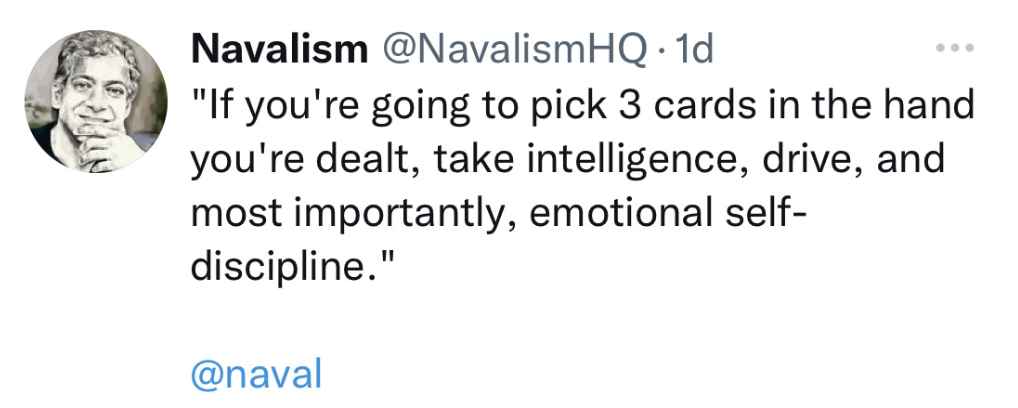 Navalism @NavalismHQ · 1d
"If you're going to pick 3 cards in the hand
you're dealt, take intelligence, drive, and
most importantly, emotional self-
discipline."
@naval